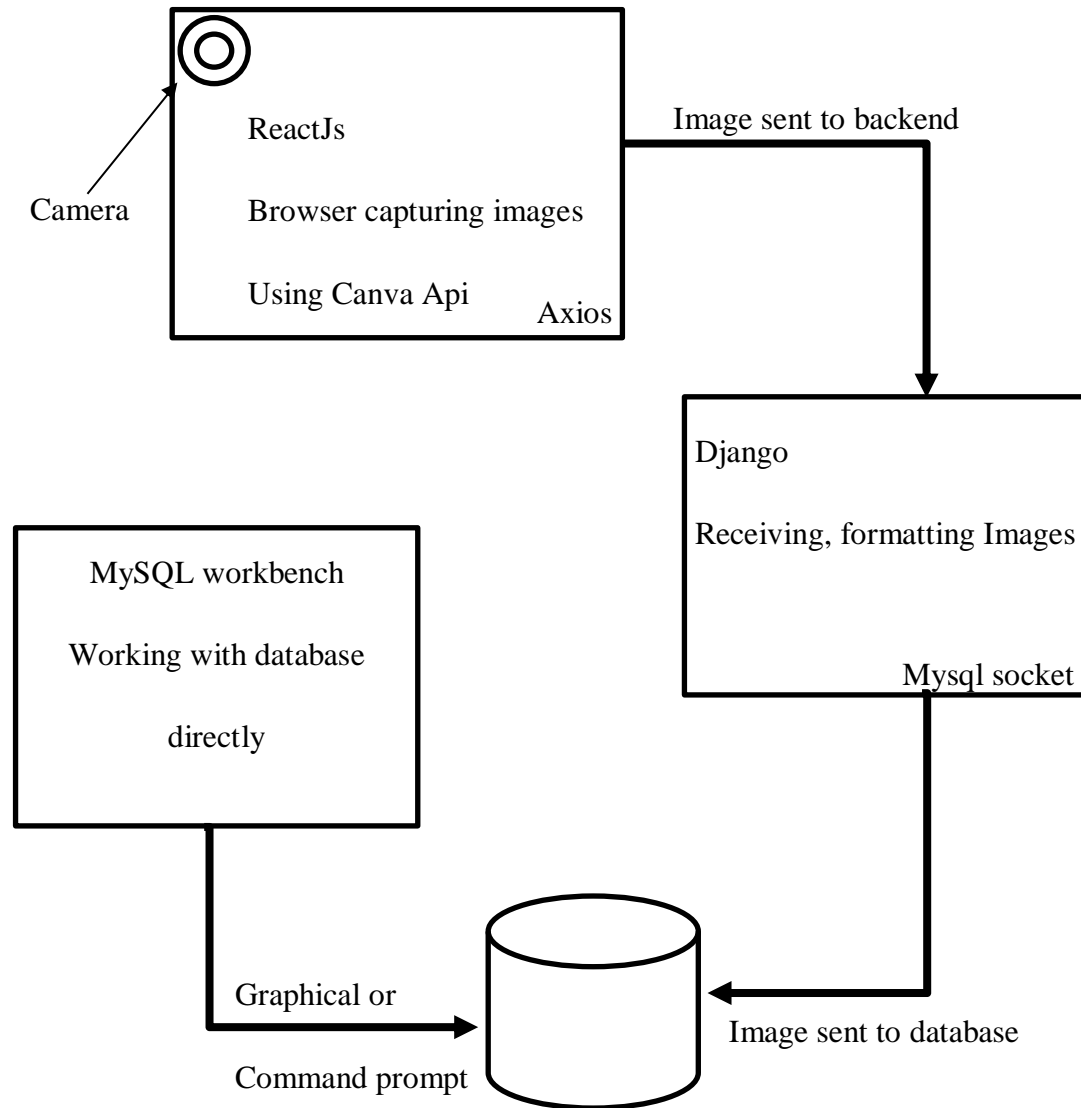 ReactJs
Image sent to backend
Camera
Browser capturing images
Using Canva Api
Axios
Django
Receiving, formatting Images
Mysql socket
MySQL workbench
Working with database
directly
Graphical or
Command prompt
Image sent to database